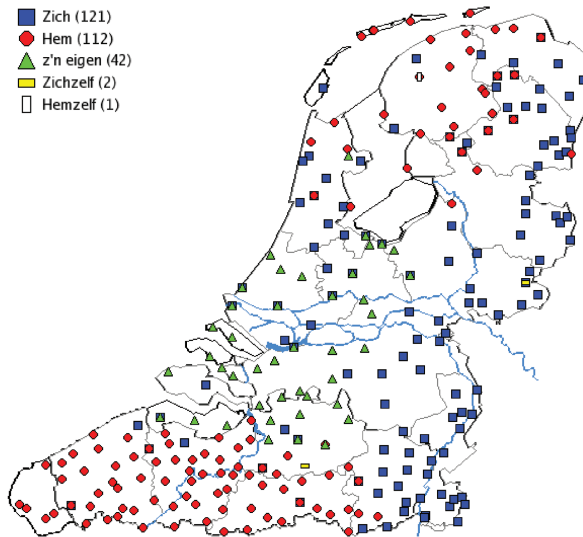 Zich (121)
Hem (112)
z'n eigen (42)
Zichzelf (2)
Hemzelf (1)